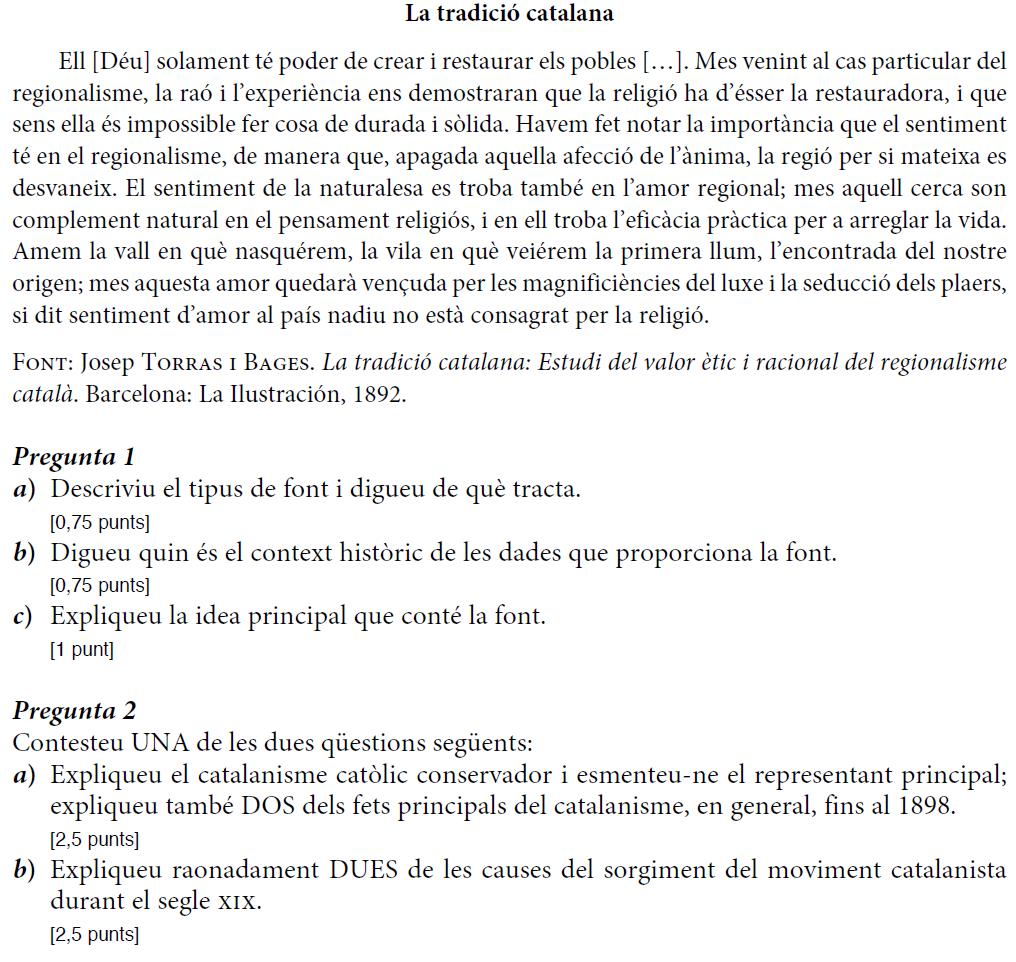 La tradició catalana
Ell [Déu] solament té poder de crear i restaurar els pobles […]. Mes venint al cas particular del
regionalisme, la raó i l’experiència ens demostraran que la religió ha d’ésser la restauradora, i que
sens ella és impossible fer cosa de durada i sòlida. Havem fet notar la importància que el sentiment
té en el regionalisme, de manera que, apagada aquella afecció de l’ànima, la regió per si mateixa es
desvaneix. El sentiment de la naturalesa es troba també en l’amor regional; mes aquell cerca son
complement natural en el pensament religiós, i en ell troba l’eficàcia pràctica per a arreglar la vida.
Amem la vall en què nasquérem, la vila en què veiérem la primera llum, l’encontrada del nostre
origen; mes aquesta amor quedarà vençuda per les magnificiències del luxe i la seducció dels plaers,
si dit sentiment d’amor al país nadiu no està consagrat per la religió.
FONT: Josep TORRAS I BAGES. La tradició catalana: Estudi del valor ètic i racional del regionalisme
català. Barcelona: La Ilustración, 1892.
Pregunta 1
a) Descriviu el tipus de font i digueu de què tracta.
[0,75 punts]
b) Digueu quin és el context històric de les dades que proporciona la font.
[0,75 punts]
c) Expliqueu la idea principal que conté la font.
[1 punt]
Pregunta 2
Contesteu UNA de les dues qüestions següents:
a) Expliqueu el catalanisme catòlic conservador i esmenteu-ne el representant principal;
expliqueu també DOS dels fets principals del catalanisme, en general, fins al 1898.
[2,5 punts]
b) Expliqueu raonadament DUES de les causes del sorgiment del moviment catalanista
durant el segle XIX.
[2,5 punts]